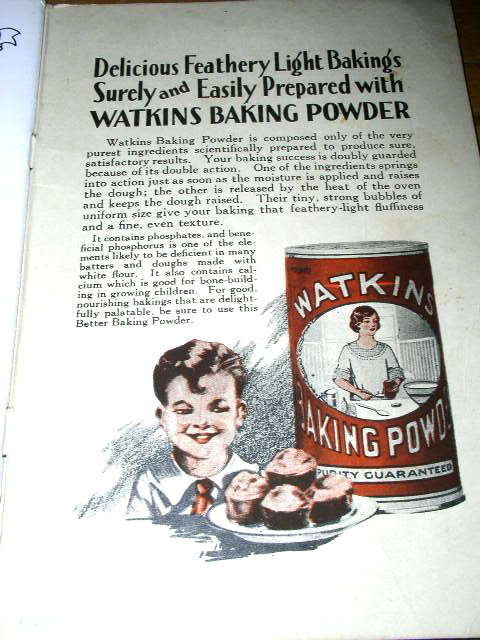 Delicious Feathery Light Bakings
Surely and Easily Prepared with
WATKINS BAKING POWDER
Watkins Baking Powder is composed only of the very
purest ingredients scientifically prepared to produce sure,
satisfactory results. Your baking success is doubly guarded
because of its double action. One of the ingredients springs
into action just as soon as the moisture is applied and raises
the dough; the other is released by the heat of the oven
and keeps the dough raised. Their tiny, strong bubbles of
uniform size give your baking that feathery-light fluffiness
and a fine, even texture.
It contains phosphates, and bene-
ficial phosphorus is one of the ele-
ments likely to be deficient in many
batters and doughs made with
white flour. It also contains cal-
cium which is good for bone-build-
ing in growing children. For good,
nourishing bakings that are delight-
fully palatable, be sure to use this
Better Baking Powder.
WATKINS
BAKING POWD
PURITY GUARANTEED